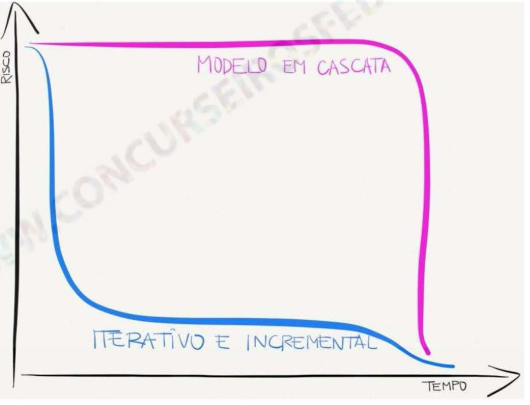 RISCO
MODELO EM CASCATA
ITERATIVO E INCREMENTAL
TEMPO